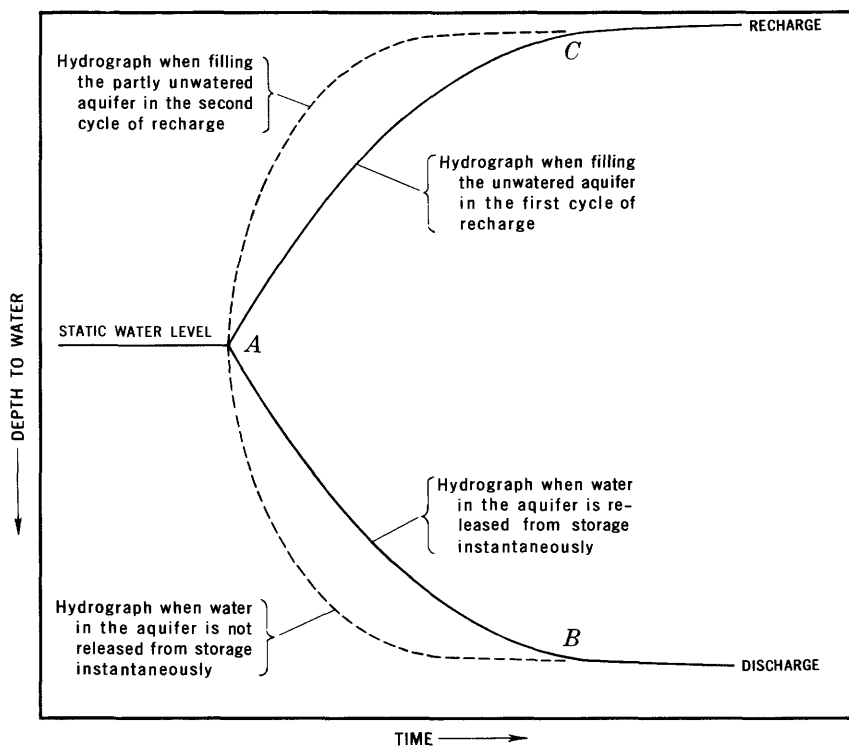 RECHARGE
C
Hydrograph when filling
the partly unwatered
aquifer in the second
cycle of recharge
Hydrograph when filling
the unwatered aquifer
in the first cycle of
recharge
STATIC WATER LEVEL
A
DEPTH TO WATER
Hydrograph when water
in the aquifer is re-
leased from storage
instantaneously
Hydrograph when water
in the aquifer is not
released from storage
instantaneously
B
DISCHARGE
TIME